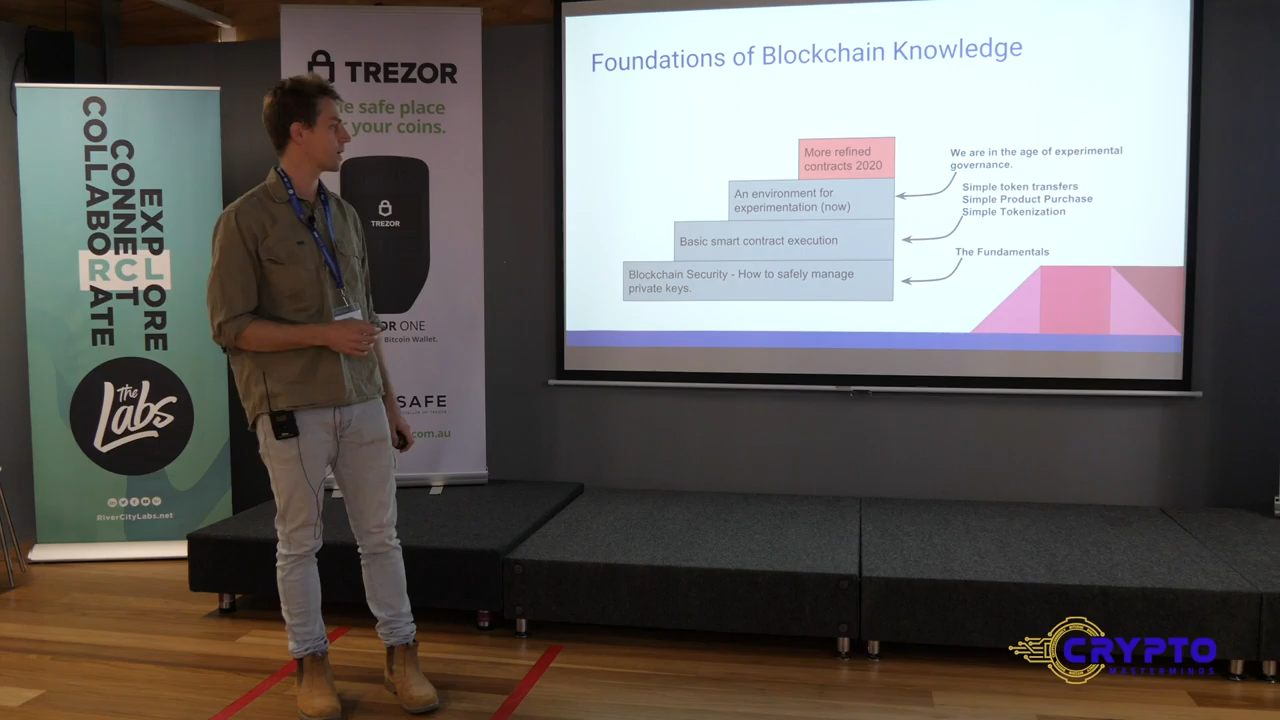 COLLABORATE
CONNECT
EXPLORE
The
Labs
RiverCityLabs.net
TREZOR
safe place
your coins.
TREZOR
ONE
Bitcoin Wallet.
SAFE
.com.au
Foundations of Blockchain Knowledge
More refined
contracts 2020
An environment for
experimentation (now)
Basic smart contract execution
Blockchain Security - How to safely manage
private keys.
We are in the age of experimental
governance.
Simple token transfers
Simple Product Purchase
Simple Tokenization
The Fundamentals
CRYPTO
MASTERMINDS